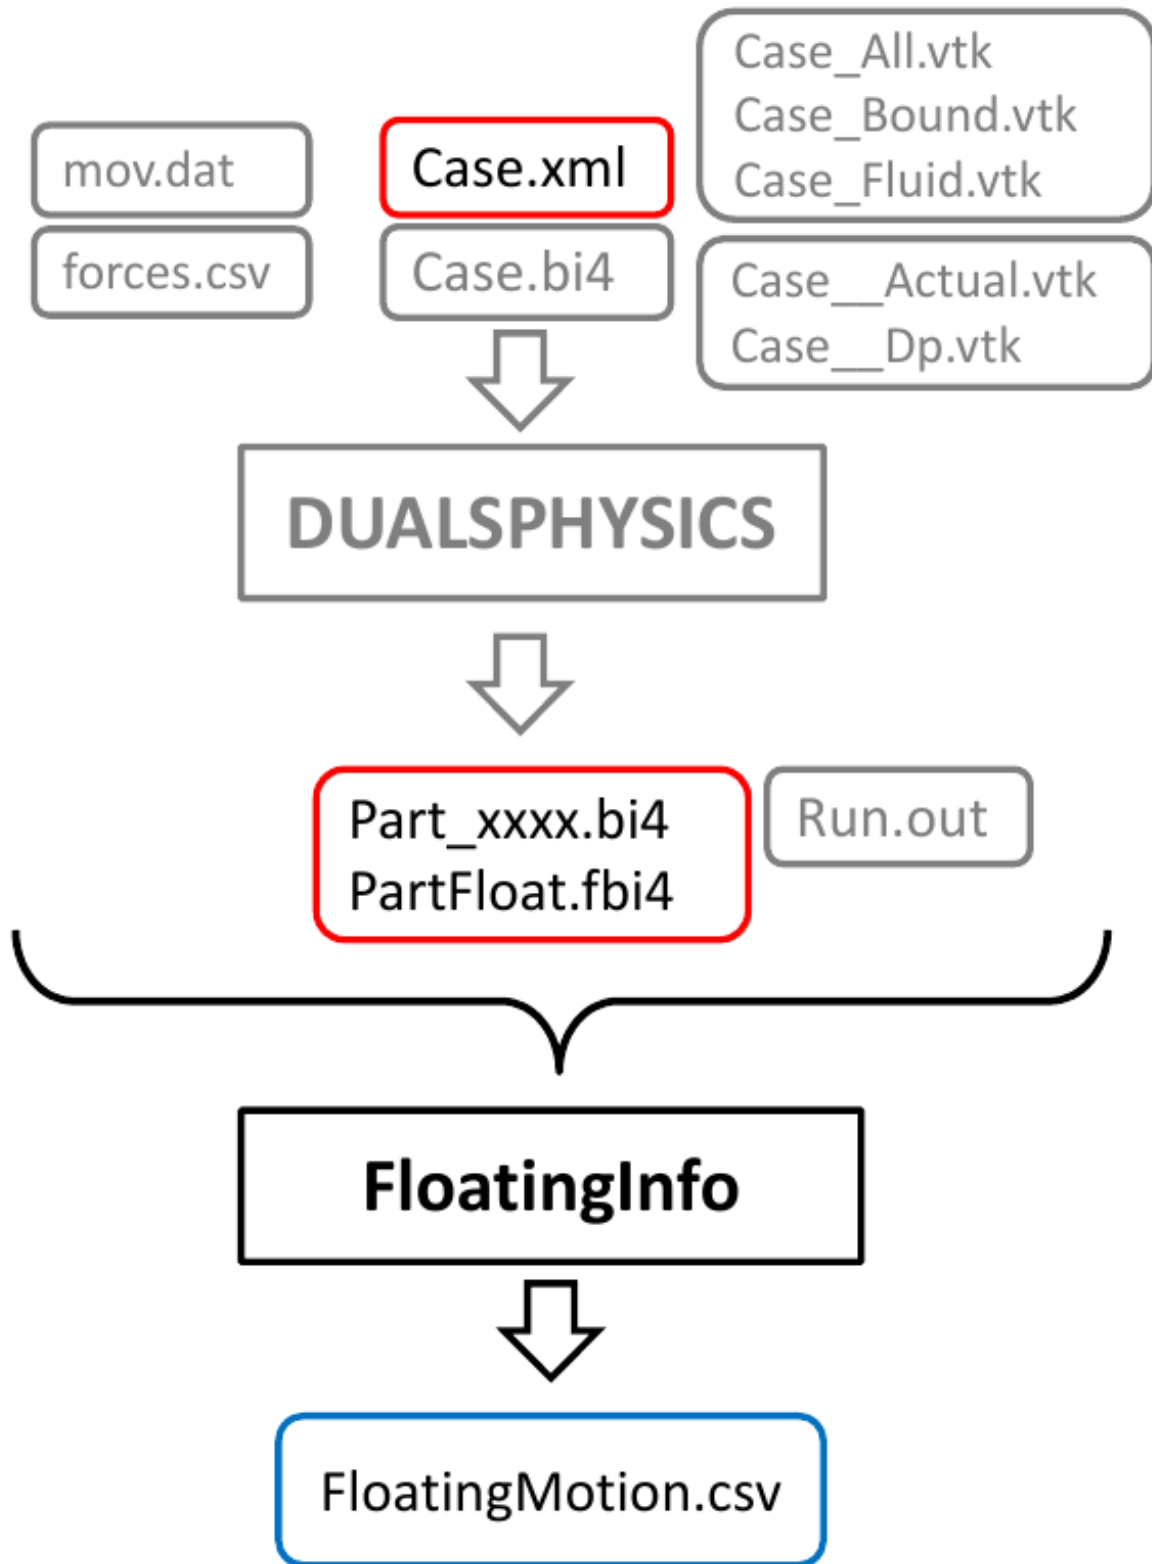 mov.dat
forces.csv
Case.xml
Case.bi4
Case_All.vtk
Case_Bound.vtk
Case_Fluid.vtk
Case__Actual.vtk
Case__Dp.vtk
DUALSPHYSICS
Part_xxxx.bi4
PartFloat.fbi4
Run.out
FloatingInfo
FloatingMotion.csv